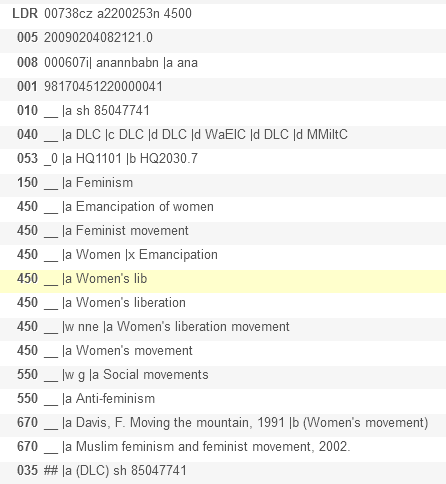 LDR 00738cz a2200253n 4500
005 20090204082121.0
008 000607i| anannbabn |a ana
001 98170451220000041
010 __ |a sh 85047741
040 __ |a DLC |c DLC |d DLC |d WaElC |d DLC |d MMiltC
053 _0 |a HQ1101 |b HQ2030.7
150 __ |a Feminism
450 __ |a Emancipation of women
450 __ |a Feminist movement
450 __ |a Women |x Emancipation
450 __ |a Women's lib
450 __ |a Women's liberation
450 __ |w nne |a Women's liberation movement
450 __ |a Women's movement
550 __ |w g |a Social movements
550 __ |a Anti-feminism
670 __ |a Davis, F. Moving the mountain, 1991 |b (Women's movement)
670 __ |a Muslim feminism and feminist movement, 2002.
035 ## |a (DLC) sh 85047741